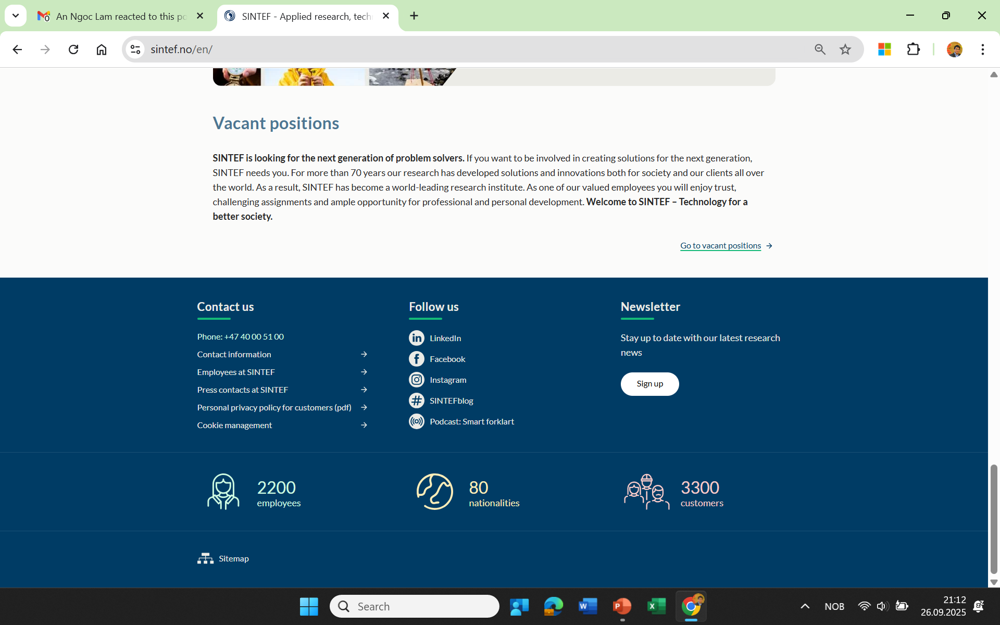 An Ngoc Lam reacted to this po
SINTEF - Applied research, tech
sintef.no/en/
Vacant positions
SINTEF is looking for the next generation of problem solvers. If you want to be involved in creating solutions for the next generation,
SINTEF needs you. For more than 70 years our research has developed solutions and innovations both for society and our clients all over
the world. As a result, SINTEF has become a world-leading research institute. As one of our valued employees you will enjoy trust,
challenging assignments and ample opportunity for professional and personal development. Welcome to SINTEF – Technology for a
better society.
Go to vacant positions
Contact us
Phone: +47 40 00 51 00
Contact information
Employees at SINTEF
Press contacts at SINTEF
Personal privacy policy for customers (pdf)
Cookie management
Follow us
LinkedIn
Facebook
Instagram
SINTEFblog
Podcast: Smart forklart
Newsletter
Stay up to date with our latest research
news
Sign up
2200
employees
80
nationalities
3300
customers
Sitemap
Search
NOB
21:12
26.09.2025